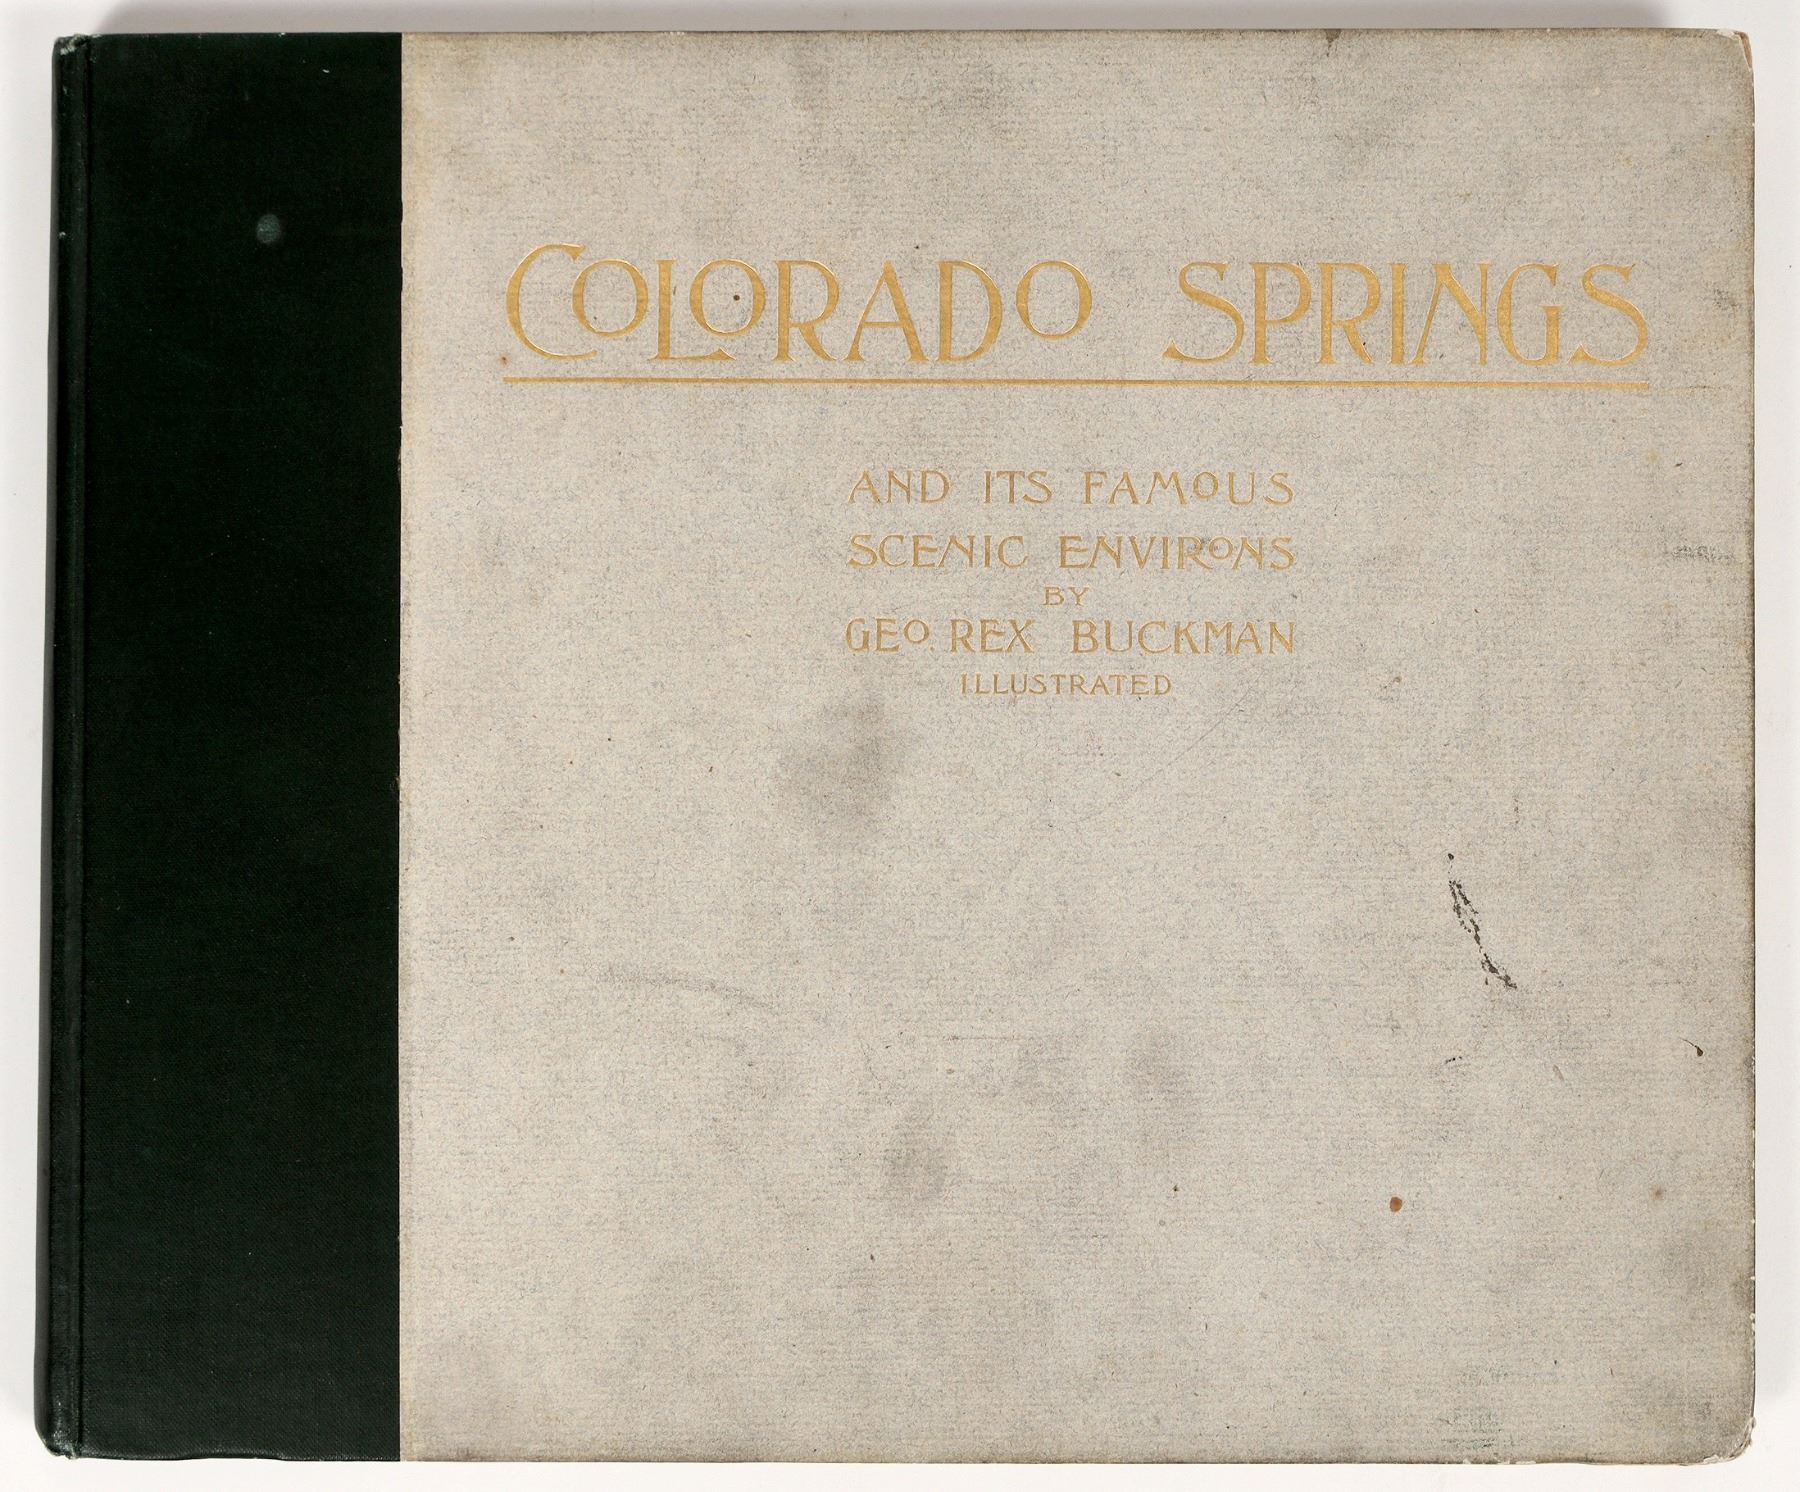 COLORADO SPRINGS
AND ITS FAMOUS
SCENIC ENVIRONS
BY
GEO. REX BUCKMAN
ILLUSTRATED